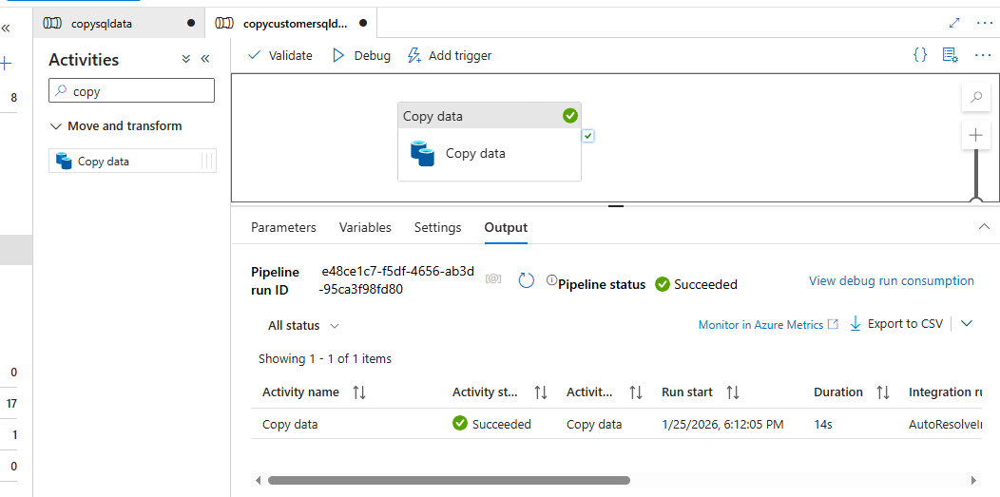 copysqldata
copycustomersqld...
Activities
Validate
Debug
Add trigger
copy
8
Move and transform
Copy data
Copy data
Copy data
Parameters
Variables
Settings
Output
Pipeline run ID
e48ce1c7-f5df-4656-ab3d
-95ca3f98fd80
Pipeline status
Succeeded
View debug run consumption
All status
Monitor in Azure Metrics
Export to CSV
Showing 1 - 1 of 1 items
0
Activity name
Activity st...
Activit...
Run start
Duration
Integration ru
17
Copy data
Succeeded
Copy data
1/25/2026, 6:12:05 PM
14s
AutoResolveIn
1
0